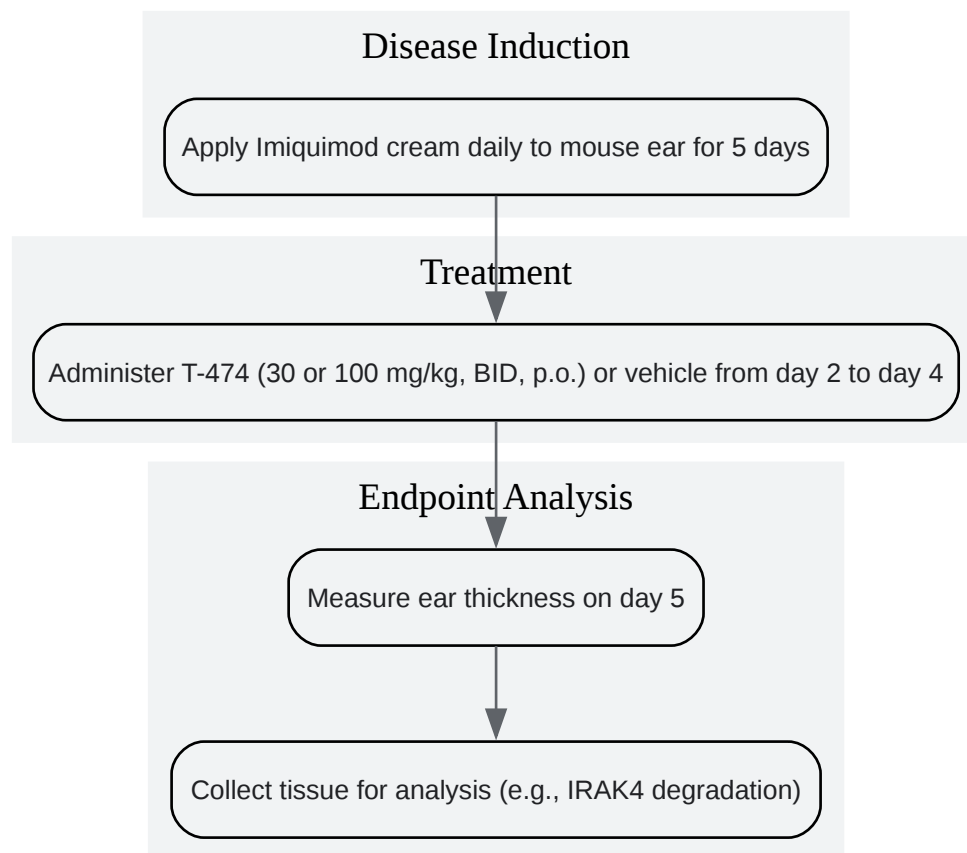 Disease Induction
Apply Imiquimod cream daily to mouse ear for 5 days
Treatment
Administer T-474 (30 or 100 mg/kg, BID, p.o.) or vehicle from day 2 to day 4
Endpoint Analysis
Measure ear thickness on day 5
Collect tissue for analysis (e.g., IRAK4 degradation)